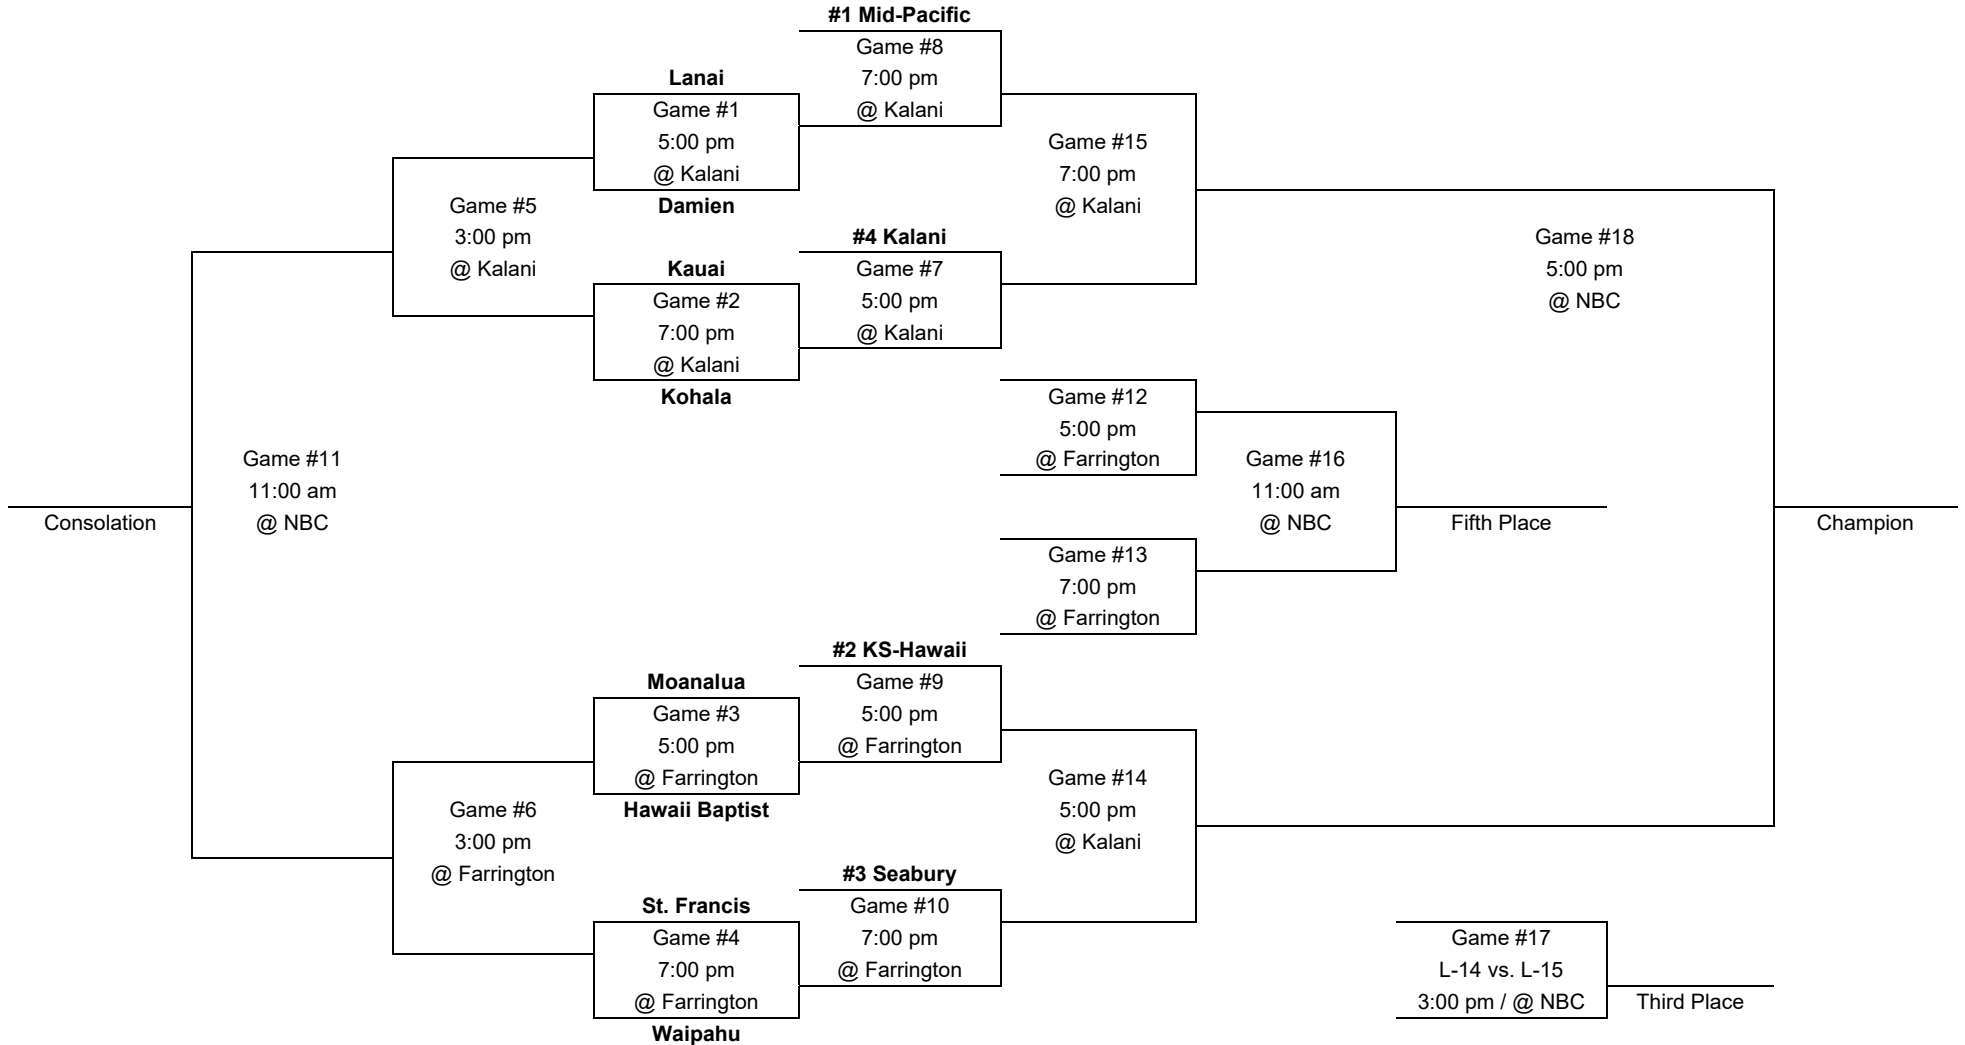 #1 Mid-Pacific
Game #8
7:00 pm
@ Kalani
Lanai
Game #1
5:00 pm
@ Kalani
Damien
Game #15
7:00 pm
@ Kalani
Game #5
3:00 pm
@ Kalani
#4 Kalani
Game #7
5:00 pm
@ Kalani
Kauai
Game #2
7:00 pm
@ Kalani
Kohala
Game #18
5:00 pm
@ NBC
Game #12
5:00 pm
@ Farrington
Game #11
11:00 am
@ NBC
Consolation
Game #16
11:00 am
@ NBC
Fifth Place
Champion
Game #13
7:00 pm
@ Farrington
#2 KS-Hawaii
Game #9
5:00 pm
@ Farrington
Moanalua
Game #3
5:00 pm
@ Farrington
Hawaii Baptist
Game #14
5:00 pm
@ Kalani
Game #6
3:00 pm
@ Farrington
#3 Seabury
Game #10
7:00 pm
@ Farrington
St. Francis
Game #4
7:00 pm
@ Farrington
Waipahu
Game #17
L-14 vs. L-15
3:00 pm / @ NBC
Third Place